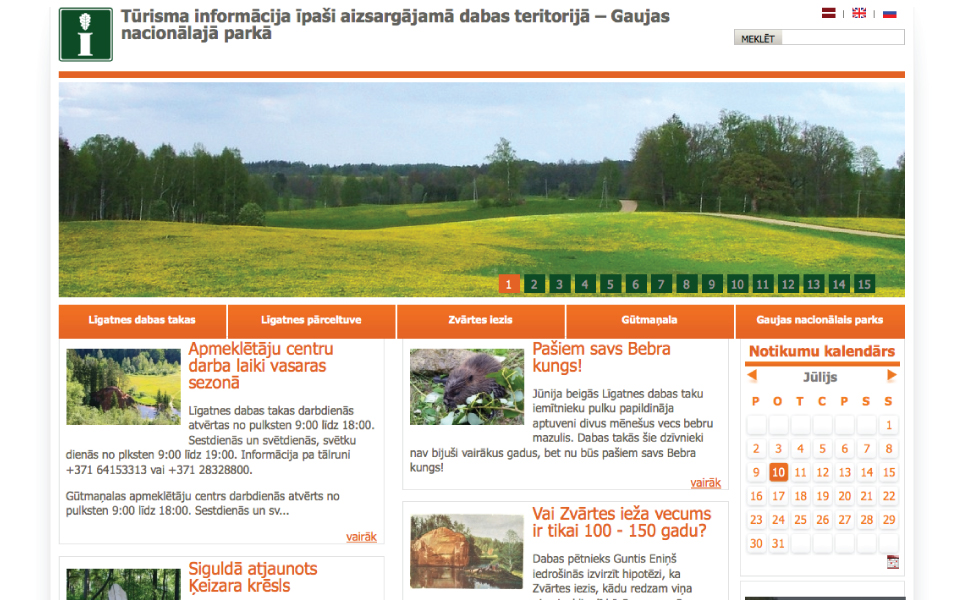 Tūrisma informācija īpaši aizsargājamā dabas teritorijā – Gaujas
nacionālajā parkā
MEKLĒT
1 2 3 4 5 6 7 8 9 10 11 12 13 14 15
Līgatnes dabas takas
Līgatnes pārceltuve
Zvārtes iezis
Gūtmaņala
Gaujas nacionālais parks
Apmeklētāju centru
darba laiki vasaras
sezonā
Līgatnes dabas takas darbdienās
atvērtas no pulksten 9:00 līdz 18:00.
Sestdienās un svētdienās, svētku
dienās no plksten 9:00 līdz 19:00. Informācija pa tālruni
+371 64153313 vai +371 28328800.
Gūtmaņalas apmeklētāju centrs darbdienās atvērts no
pulksten 9:00 līdz 18:00. Sestdienās un sv...
vairāk
Siguldā atjaunots
Ķeizara krēsls
Pašiem savs Bebra
kungs!
Jūnija beigās Līgatnes dabas taku
iemītnieku pulku papildināja
aptuveni divus mēnešus vecs bebru
mazulis. Dabas takās šie dzīvnieki
nav bijuši vairākus gadus, bet nu būs pašiem savs Bebra
kungs!
vairāk
Vai Zvārtes ieža vecums
ir tikai 100 - 150 gadu?
Dabas pētnieks Guntis Eniņš
iedrošinās izvirzīt hipotēzi, ka
Zvārtes iezis, kādu redzam viņa
Notikumu kalendārs
Jūlijs
P O T C P S S
1
2 3 4 5 6 7 8
9 10 11 12 13 14 15
16 17 18 19 20 21 22
23 24 25 26 27 28 29
30 31